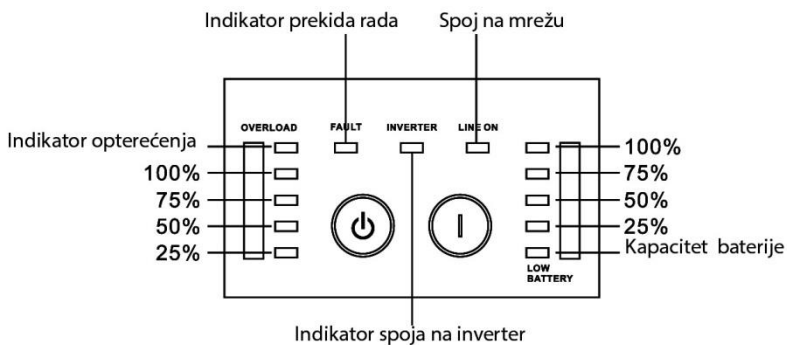 Indikator prekida rada
Spoj na mrežu
OVERLOAD
FAULT
INVERTER
LINE ON
Indikator opterećenja
100%
100%
75%
75%
50%
50%
25%
25%
Kapacitet baterije
LOW
BATTERY
Indikator spoja na inverter